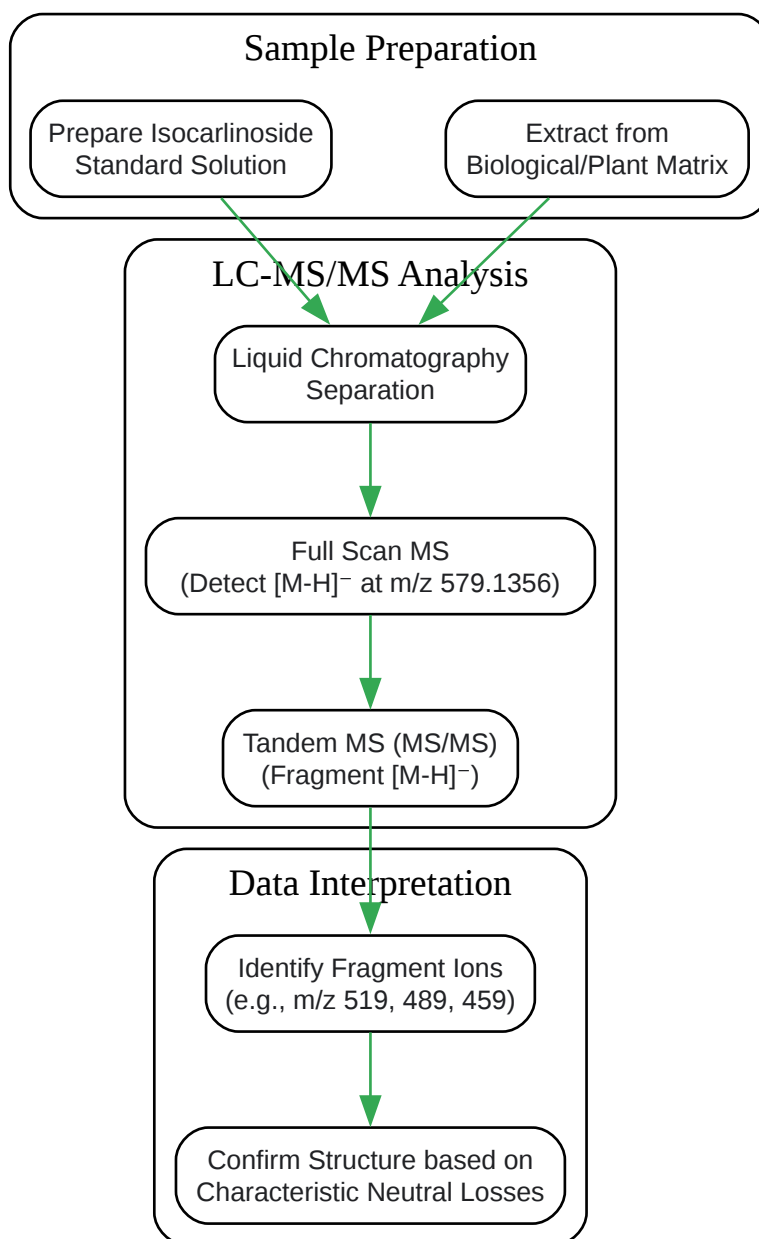 Sample Preparation
Prepare Isocarlinoside
Standard Solution
Extract from
Biological/Plant Matrix
LC-MS/MS Analysis
Liquid Chromatography
Separation
Full Scan MS
(Detect [M-H]⁻ at m/z 579.1356)
Tandem MS (MS/MS)
(Fragment [M-H]⁻)
Data Interpretation
Identify Fragment Ions
(e.g., m/z 519, 489, 459)
Confirm Structure based on
Characteristic Neutral Losses